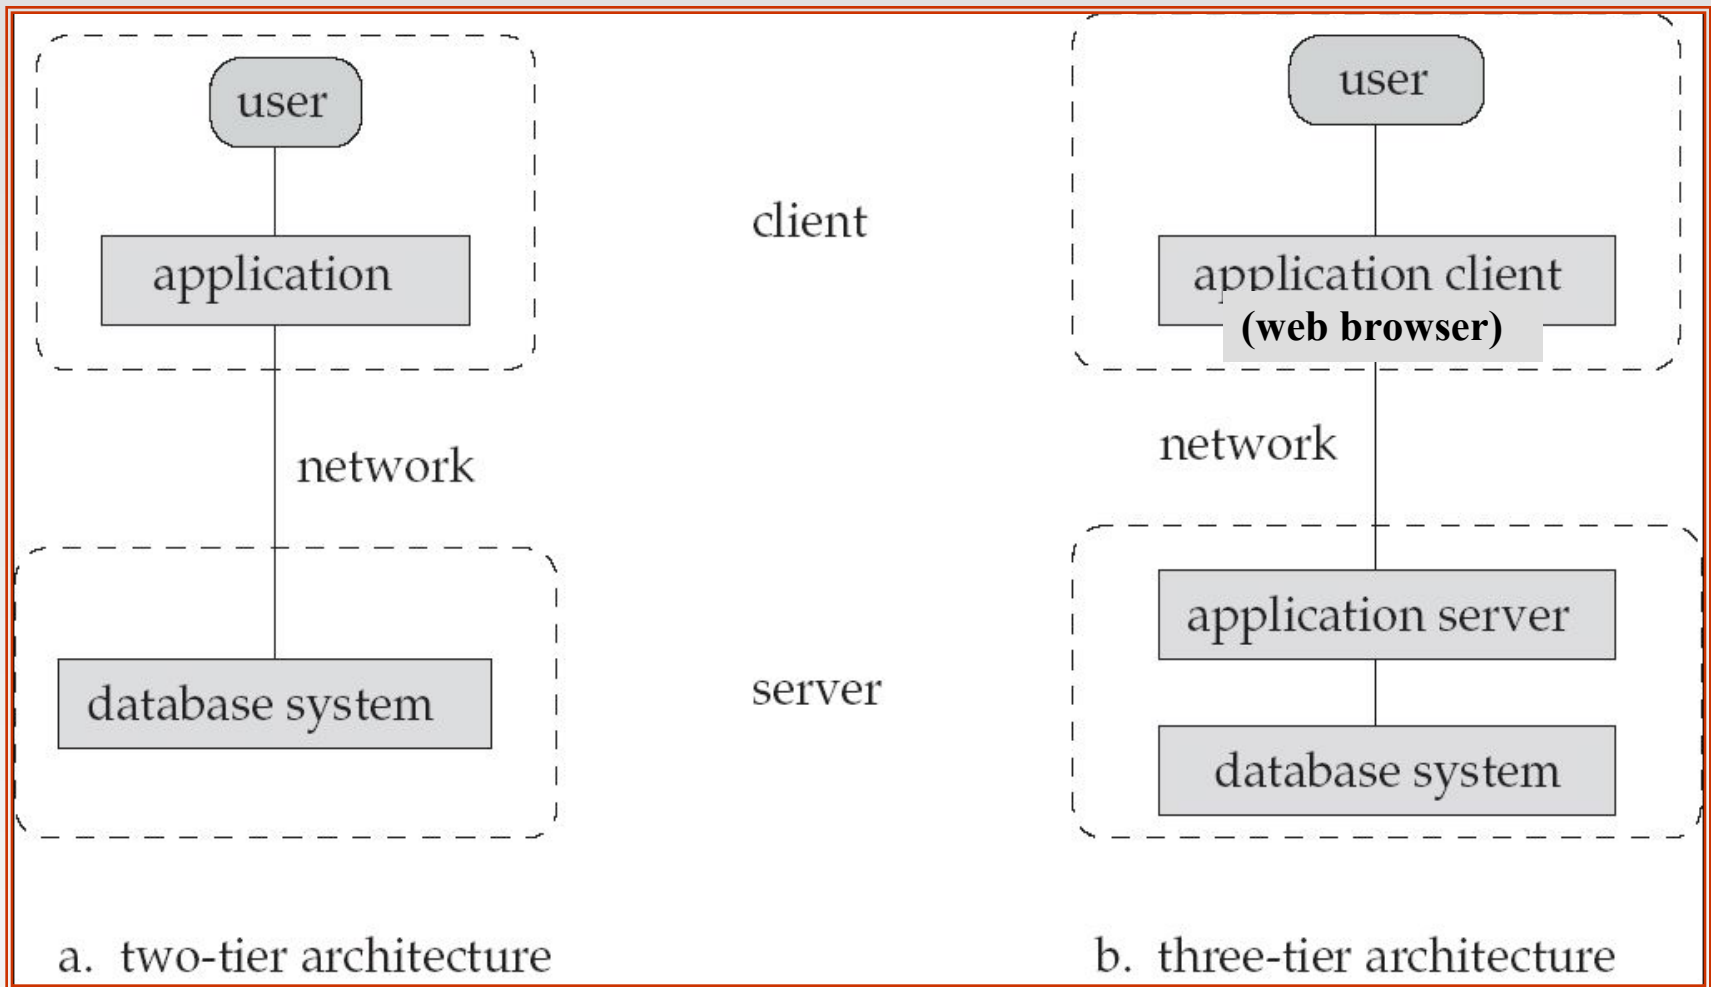 user
application
network
database system
a. two-tier architecture
client
server
user
application client
(web browser)
network
application server
database system
b. three-tier architecture